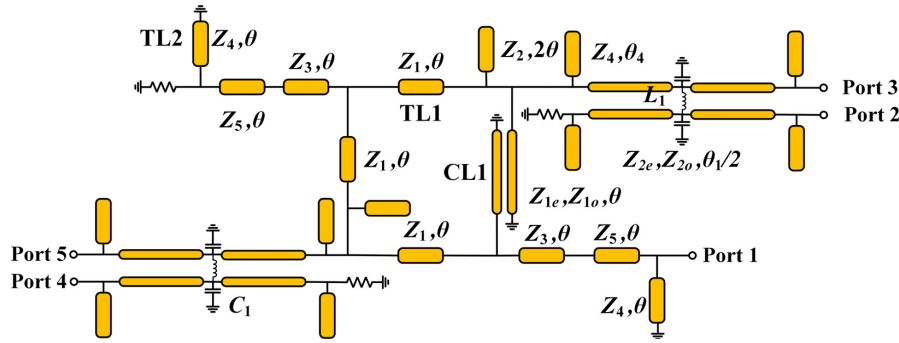 TL2
Z4,θ
Z3,θ
Z1,θ
Z2,2θ
Z4,θ4
Port 3
L1
Port 2
Z5,θ
TL1
Z1,θ
CL1
Z2e,Z2o,θ1/2
Z1e,Z1o,θ
Z1,θ
Z3,θ
Z5,θ
Port 5
Port 1
Port 4
C1
Z4,θ